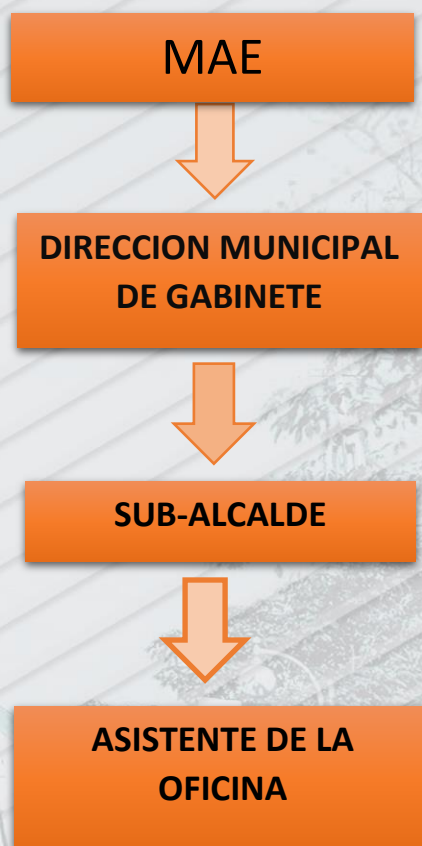 MAE
DIRECCION MUNICIPAL
DE GABINETE
SUB-ALCALDE
ASISTENTE DE LA
OFICINA